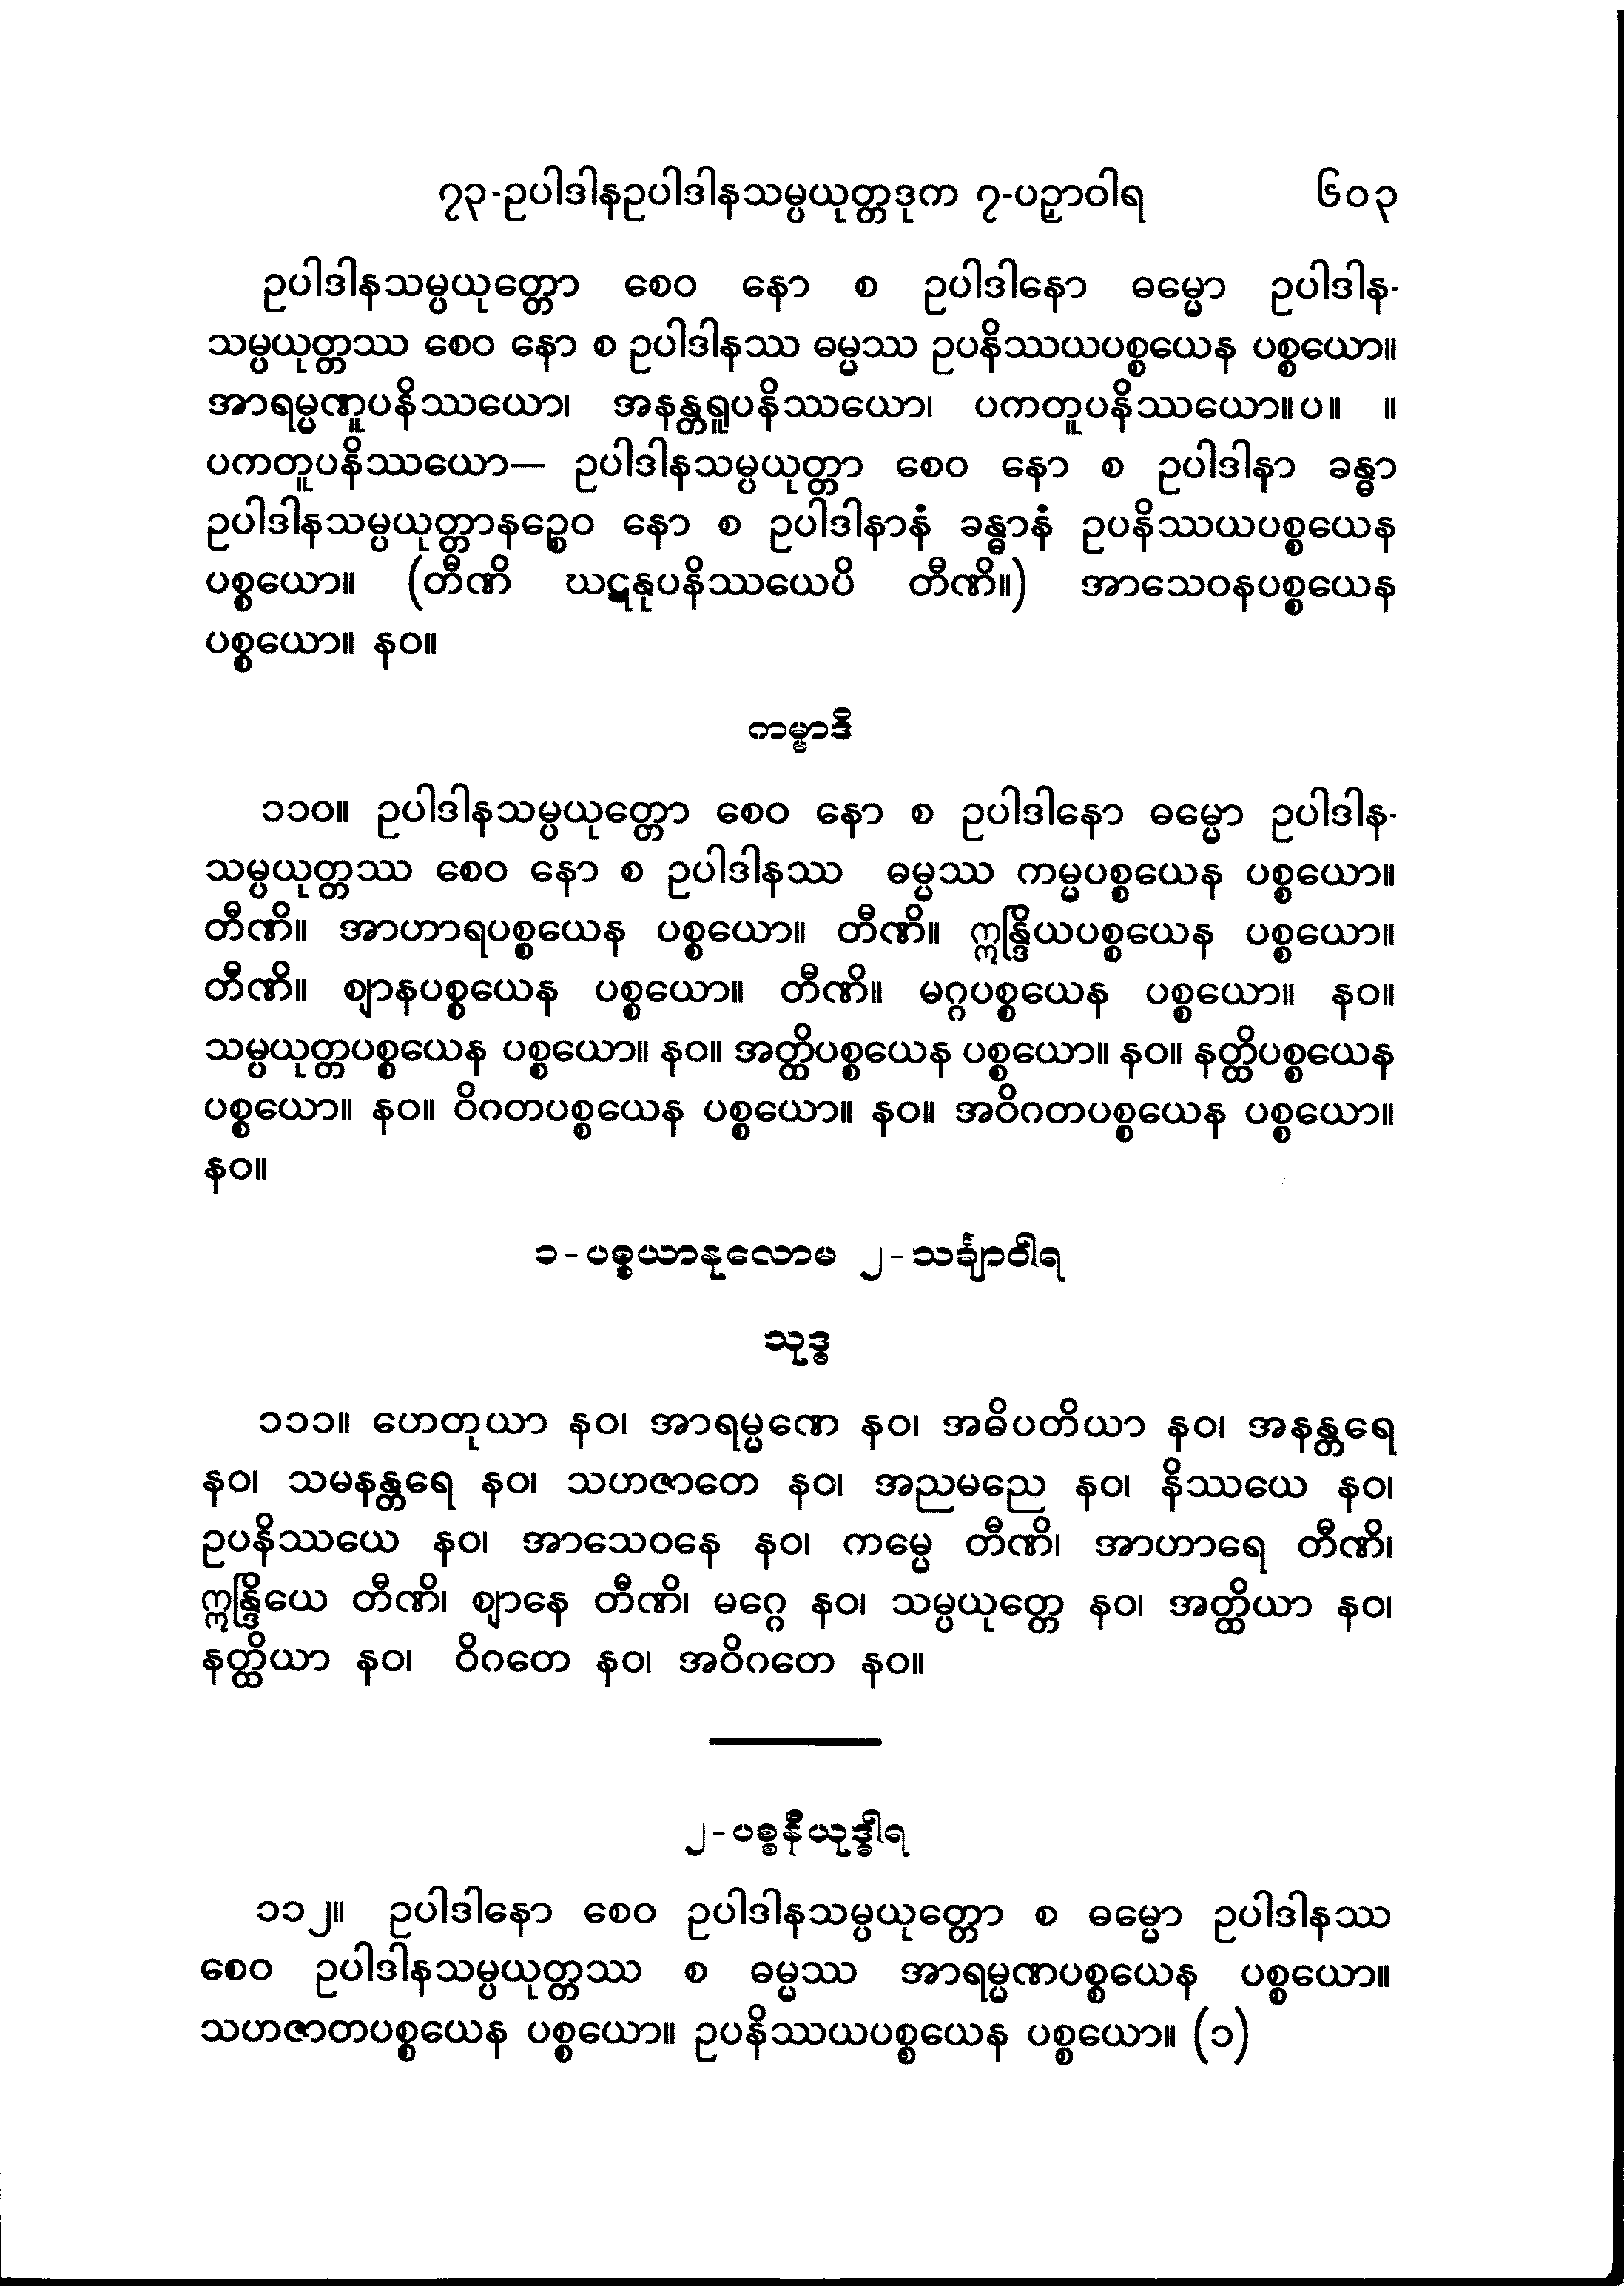 ၇၃-ဥပါဒါနဥပါဒါနသမ္ပယုတ္တဒုက ၇-ပဉှာဝါရ ၆၀၃
ဥပါဒါနသမ္ပယုတ္တော စေဝ နော စ ဥပါဒါနော ဓမ္မော ဥပါဒါန-
သမ္ပယုတ္တဿ စေဝ နော စ ဥပါဒါနဿ ဓမ္မဿ ဥပနိဿယပစ္စယေန ပစ္စယော။
အာရမ္မဏူပနိဿယော၊ အနန္တရူပနိဿယော၊ ပကတူပနိဿယော။ပ။ ။
ပကတူပနိဿယော— ဥပါဒါနသမ္ပယုတ္တာ စေဝ နော စ ဥပါဒါနာ ခန္ဓာ
ဥပါဒါနသမ္ပယုတ္တာနဉ္စေဝ နော စ ဥပါဒါနာနံ ခန္ဓာနံ ဥပနိဿယပစ္စယေန
ပစ္စယော။ (တီဏိ ဃဋနုပနိဿယေပိ တီဏိ။) အာသေဝနပစ္စယေန
ပစ္စယော။ နဝ။
ကမ္မာဒိ
၁၁၀။ ဥပါဒါနသမ္ပယုတ္တော စေဝ နော စ ဥပါဒါနော ဓမ္မော ဥပါဒါန-
သမ္ပယုတ္တဿ စေဝ နော စ ဥပါဒါနဿ ဓမ္မဿ ကမ္မပစ္စယေန ပစ္စယော။
တီဏိ။ အာဟာရပစ္စယေန ပစ္စယော။ တီဏိ။ ဣန္ဒြိယပစ္စယေန ပစ္စယော။
တီဏိ။ ဈာနပစ္စယေန ပစ္စယော။ တီဏိ။ မဂ္ဂပစ္စယေန ပစ္စယော။ နဝ။
သမ္ပယုတ္တပစ္စယေန ပစ္စယော။ နဝ။ အတ္ထိပစ္စယေန ပစ္စယော။ နဝ။ နတ္ထိပစ္စယေန
ပစ္စယော။ နဝ။ ဝိဂတပစ္စယေန ပစ္စယော။ နဝ။ အဝိဂတပစ္စယေန ပစ္စယော။
နဝ။
၁-ပစ္စယာနုလောမ ၂-သင်္ချာဝါရ
သုဒ္ဓ
၁၁၁။ ဟေတုယာ နဝ၊ အာရမ္မဏေ နဝ၊ အဓိပတိယာ နဝ၊ အနန္တရေ
နဝ၊ သမနန္တရေ နဝ၊ သဟဇာတေ နဝ၊ အညမညေ နဝ၊ နိဿယေ နဝ၊
ဥပနိဿယေ နဝ၊ အာသေဝနေ နဝ၊ ကမ္မေ တီဏိ၊ အာဟာရေ တီဏိ၊
ဣန္ဒြိယေ တီဏိ၊ ဈာနေ တီဏိ၊ မဂ္ဂေ နဝ၊ သမ္ပယုတ္တေ နဝ၊ အတ္ထိယာ နဝ၊
နတ္ထိယာ နဝ၊ ဝိဂတေ နဝ၊ အဝိဂတေ နဝ။
၂-ပစ္စနီယုဒ္ဓါရ
၁၁၂။ ဥပါဒါနော စေဝ ဥပါဒါနသမ္ပယုတ္တော စ ဓမ္မော ဥပါဒါနဿ
စေဝ ဥပါဒါနသမ္ပယုတ္တဿ စ ဓမ္မဿ အာရမ္မဏပစ္စယေန ပစ္စယော။
သဟဇာတပစ္စယေန ပစ္စယော။ ဥပနိဿယပစ္စယေန ပစ္စယော။ (၁)